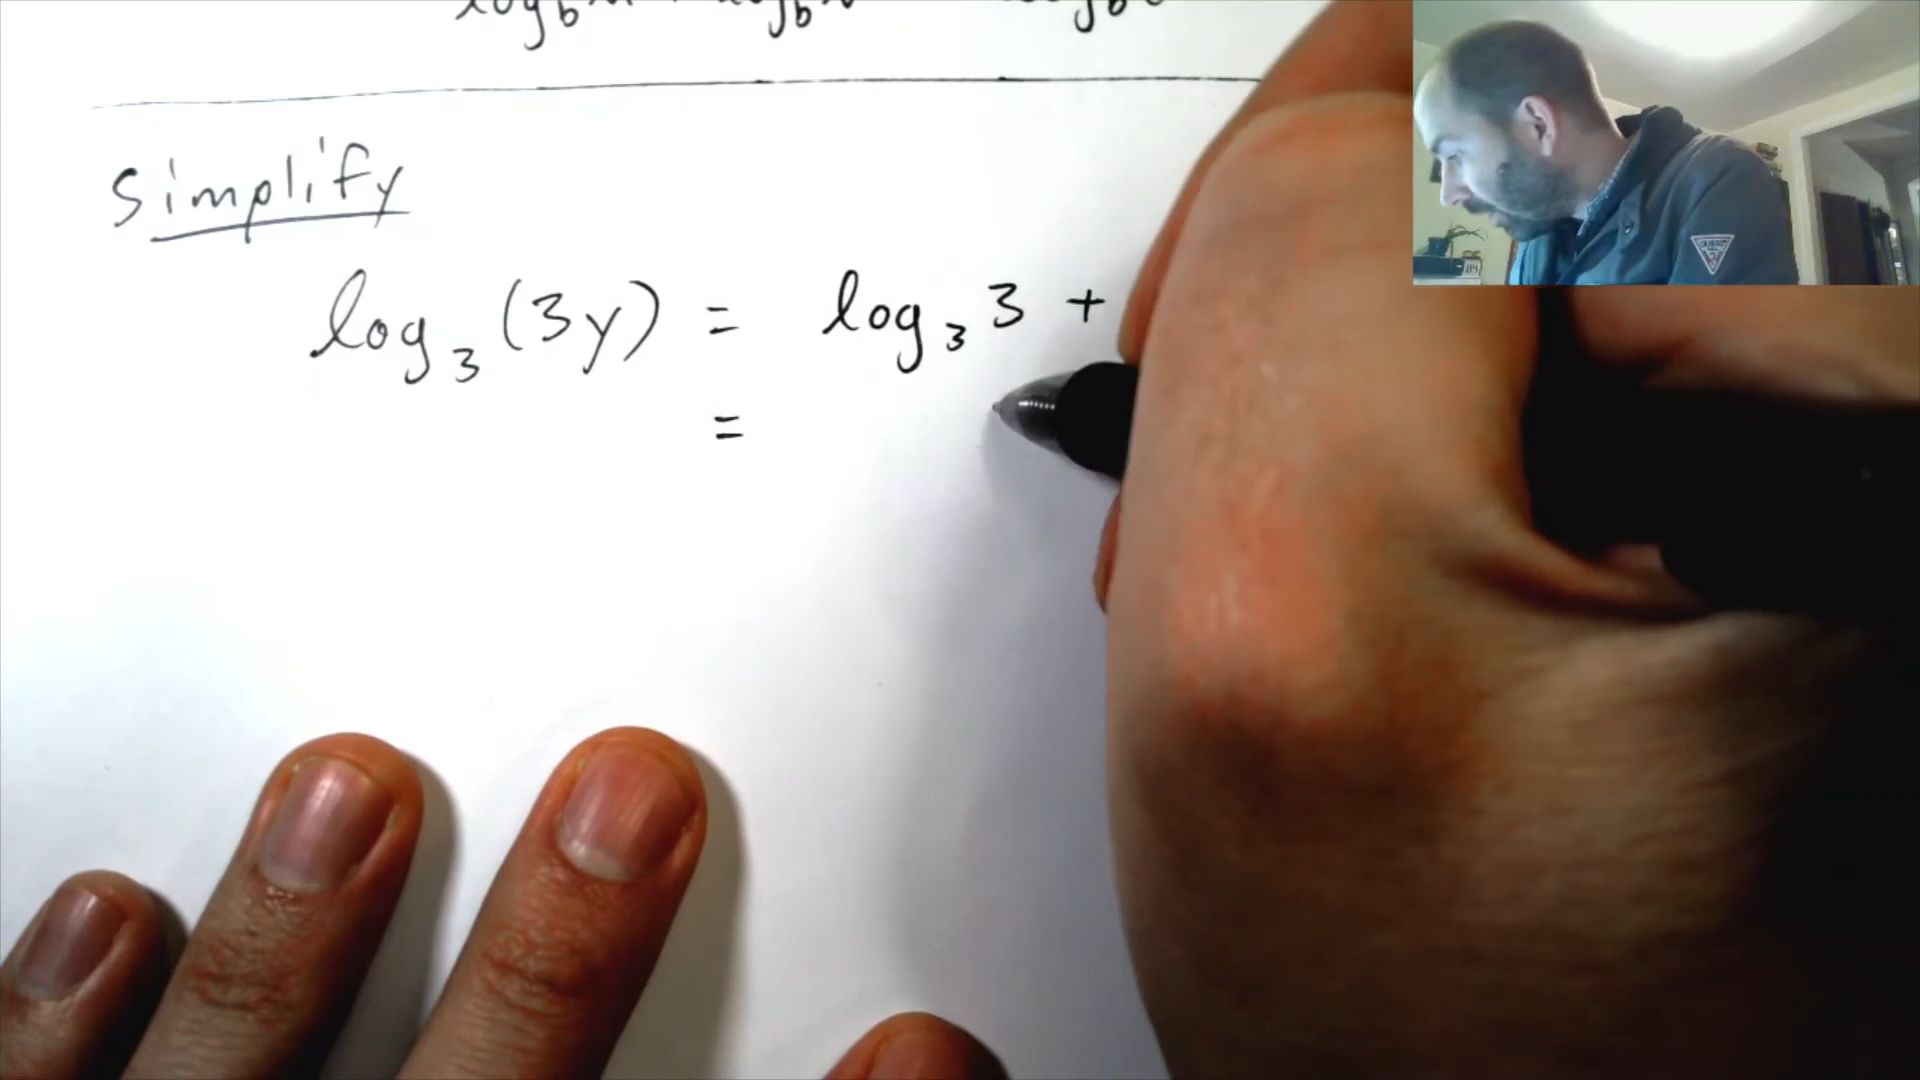 Simplify
log₃(3y) = log₃3 +
=